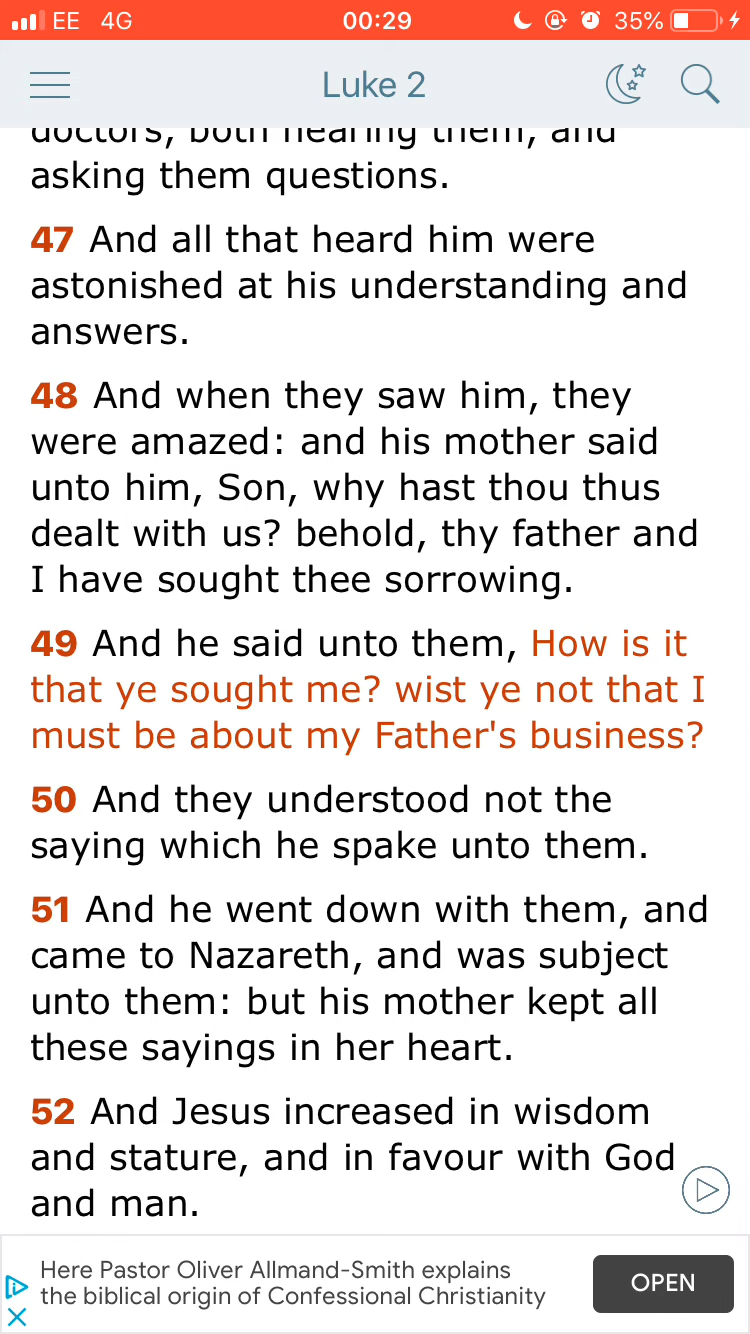 EE 4G 00:29 35%
Luke 2
doctors, both hearing them, and
asking them questions.
47 And all that heard him were
astonished at his understanding and
answers.
48 And when they saw him, they
were amazed: and his mother said
unto him, Son, why hast thou thus
dealt with us? behold, thy father and
I have sought thee sorrowing.
49 And he said unto them, How is it
that ye sought me? wist ye not that I
must be about my Father's business?
50 And they understood not the
saying which he spake unto them.
51 And he went down with them, and
came to Nazareth, and was subject
unto them: but his mother kept all
these sayings in her heart.
52 And Jesus increased in wisdom
and stature, and in favour with God
and man.
Here Pastor Oliver Allmand-Smith explains
the biblical origin of Confessional Christianity
OPEN